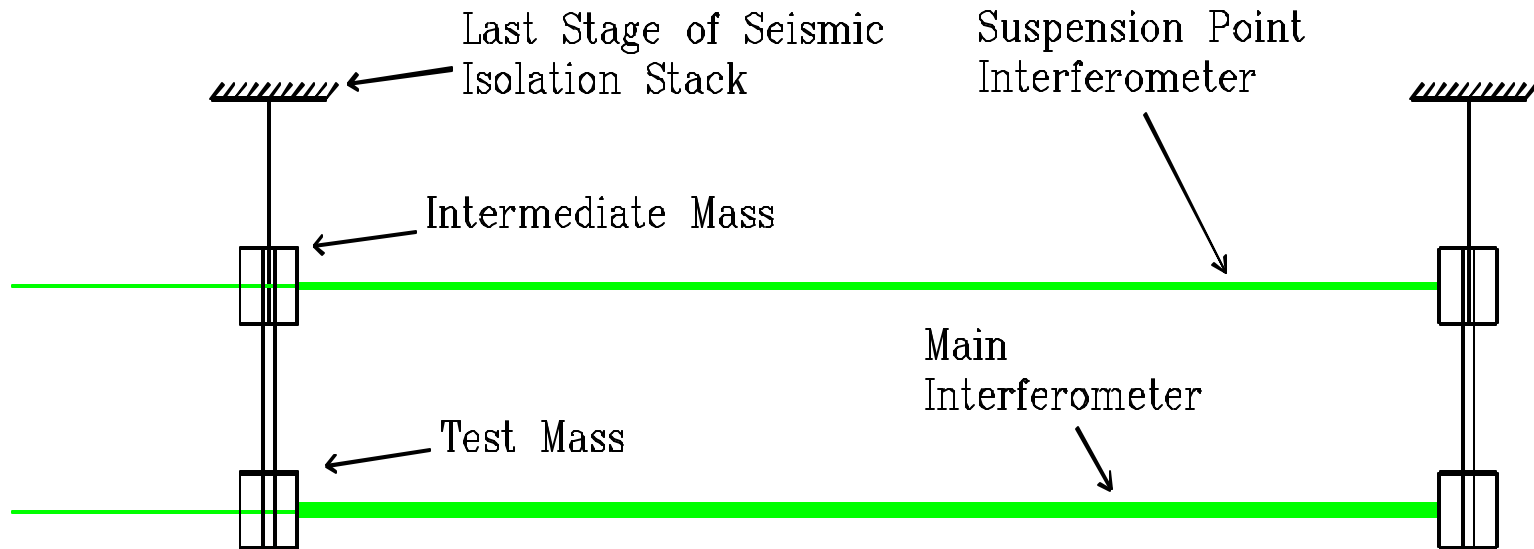 Last Stage of Seismic
Isolation Stack
Suspension Point
Interferometer
Intermediate Mass
Main
Interferometer
Test Mass